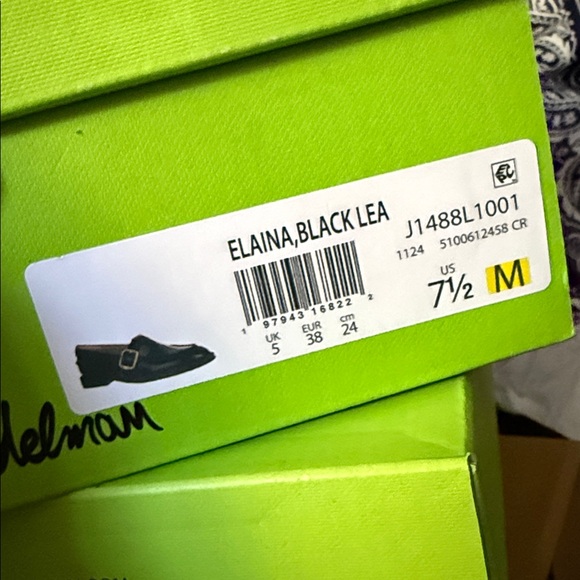 ELAINA,BLACK LEA
J1488L1001
1124 5100612458 CR
1 97943 16822 2
UK EUR cm
5 38 24
US
7½ M
delman